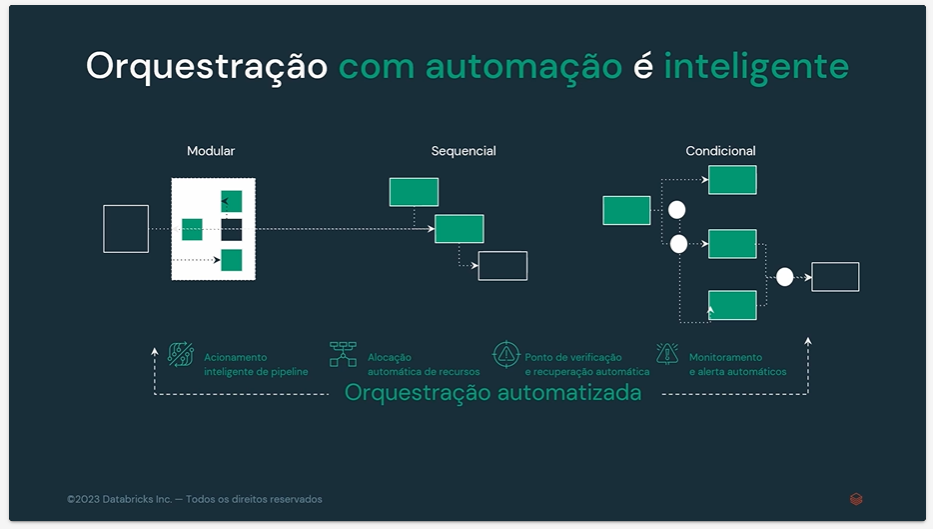 Orquestração com automação é inteligente
Modular
Sequencial
Condicional
Acionamento
inteligente de pipeline
Alocação
automática de recursos
Ponto de verificação
e recuperação automática
Monitoramento
e alerta automáticos
Orquestração automatizada
©2023 Databricks Inc. — Todos os direitos reservados